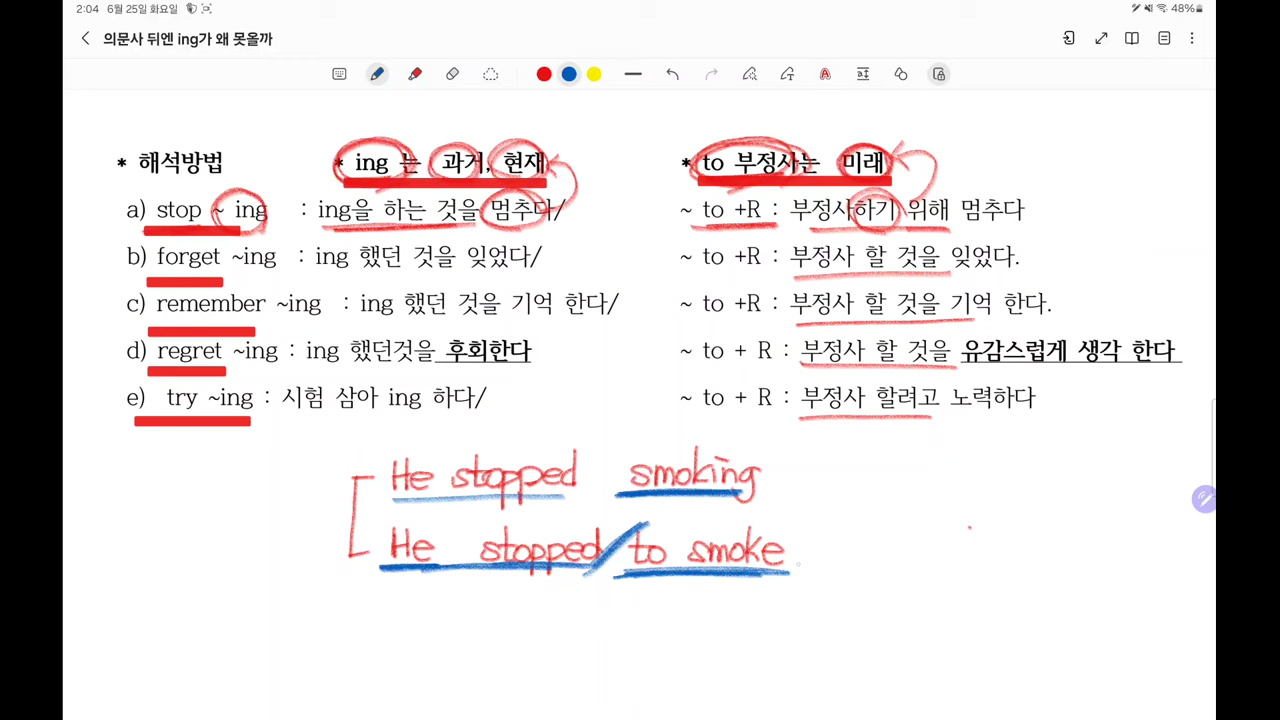 2:04 6월 25일 화요일 48%
의문사 뒤엔 ing가 왜 못올까
* 해석방법 * ing 는 과거, 현재 * to 부정사는 미래
a) stop ~ ing : ing을 하는 것을 멈추다/ ~ to +R : 부정사하기 위해 멈추다
b) forget ~ing : ing 했던 것을 잊었다/ ~ to +R : 부정사 할 것을 잊었다.
c) remember ~ing : ing 했던 것을 기억 한다/ ~ to +R : 부정사 할 것을 기억 한다.
d) regret ~ing : ing 했던것을 후회한다 ~ to + R : 부정사 할 것을 유감스럽게 생각 한다
e) try ~ing : 시험 삼아 ing 하다/ ~ to + R : 부정사 할려고 노력하다
He stopped smoking
He stopped / to smoke